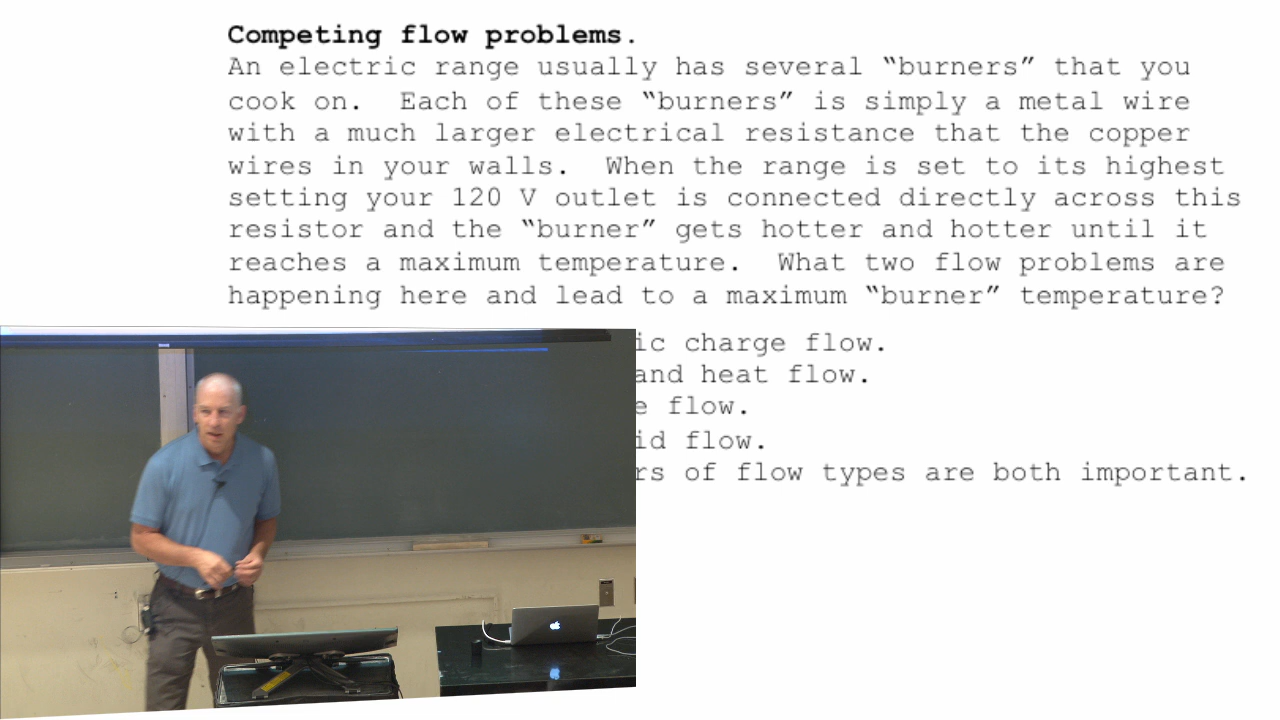 Competing flow problems.
An electric range usually has several “burners” that you
cook on. Each of these “burners” is simply a metal wire
with a much larger electrical resistance that the copper
wires in your walls. When the range is set to its highest
setting your 120 V outlet is connected directly across this
resistor and the “burner” gets hotter and hotter until it
reaches a maximum temperature. What two flow problems are
happening here and lead to a maximum “burner” temperature?
charge flow.
and heat flow.
flow.
flow.
of flow types are both important.